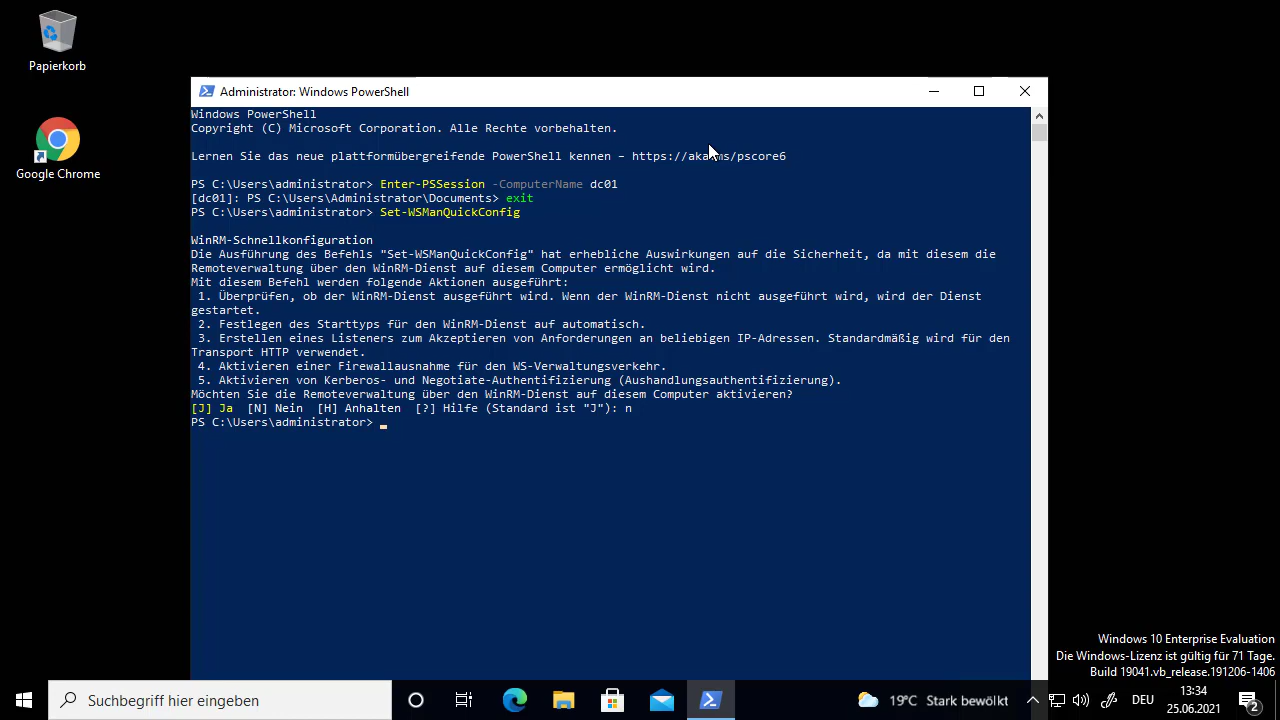 Papierkorb
Google Chrome
Administrator: Windows PowerShell
Windows PowerShell
Copyright (C) Microsoft Corporation. Alle Rechte vorbehalten.
Lernen Sie das neue plattformübergreifende PowerShell kennen – https://aka.ms/pscore6
PS C:\Users\administrator> Enter-PSSession -ComputerName dc01
[dc01]: PS C:\Users\Administrator\Documents> exit
PS C:\Users\administrator> Set-WSManQuickConfig
WinRM-Schnellkonfiguration
Die Ausführung des Befehls "Set-WSManQuickConfig" hat erhebliche Auswirkungen auf die Sicherheit, da mit diesem die
Remoteverwaltung über den WinRM-Dienst auf diesem Computer ermöglicht wird.
Mit diesem Befehl werden folgende Aktionen ausgeführt:
1. Überprüfen, ob der WinRM-Dienst ausgeführt wird. Wenn der WinRM-Dienst nicht ausgeführt wird, wird der Dienst
gestartet.
2. Festlegen des Starttyps für den WinRM-Dienst auf automatisch.
3. Erstellen eines Listeners zum Akzeptieren von Anforderungen an beliebigen IP-Adressen. Standardmäßig wird für den
Transport HTTP verwendet.
4. Aktivieren einer Firewallausnahme für den WS-Verwaltungsverkehr.
5. Aktivieren von Kerberos- und Negotiate-Authentifizierung (Aushandlungsauthentifizierung).
Möchten Sie die Remoteverwaltung über den WinRM-Dienst auf diesem Computer aktivieren?
[J] Ja [N] Nein [H] Anhalten [?] Hilfe (Standard ist "J"): n
PS C:\Users\administrator>
Windows 10 Enterprise Evaluation
Die Windows-Lizenz ist gültig für 71 Tage.
Build 19041.vb_release.191206-1406
Suchbegriff hier eingeben
19°C Stark bewölkt
DEU
13:34
25.06.2021
2